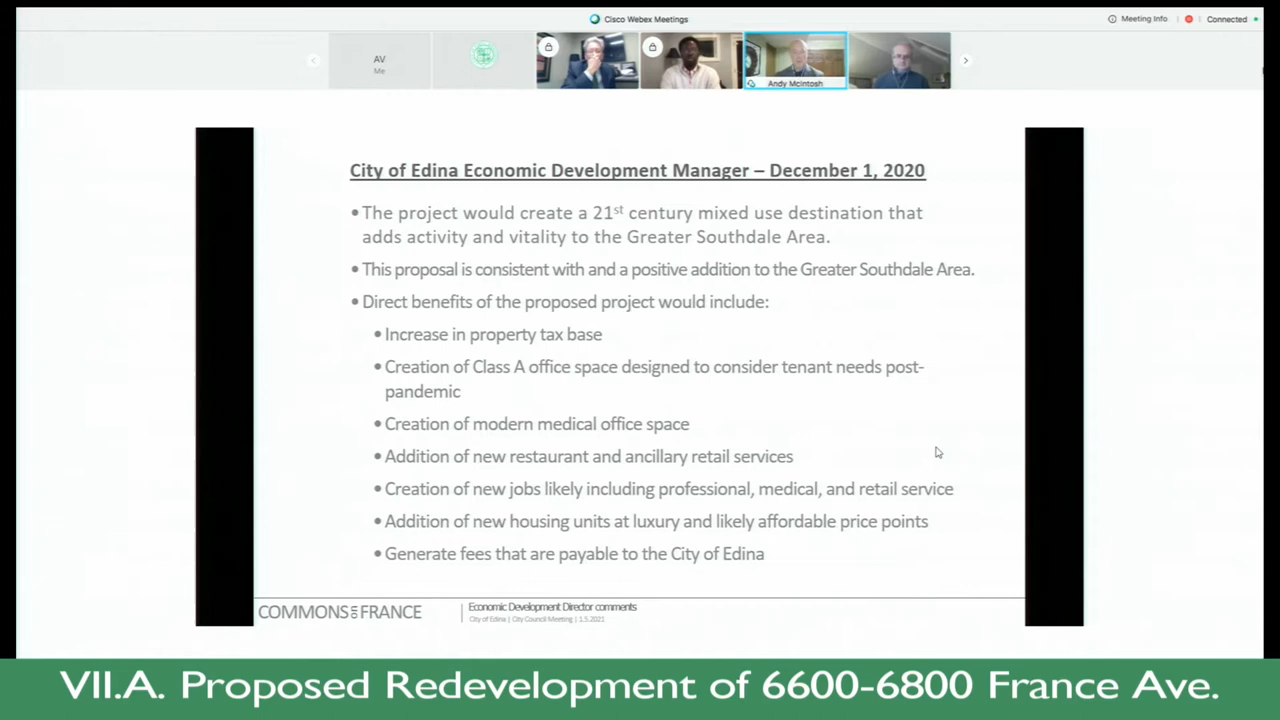 Cisco Webex Meetings
Meeting Info
Connected
AV
Me
Andy McIntosh
City of Edina Economic Development Manager – December 1, 2020
• The project would create a 21st century mixed use destination that
adds activity and vitality to the Greater Southdale Area.
• This proposal is consistent with and a positive addition to the Greater Southdale Area.
• Direct benefits of the proposed project would include:
• Increase in property tax base
• Creation of Class A office space designed to consider tenant needs post-
pandemic
• Creation of modern medical office space
• Addition of new restaurant and ancillary retail services
• Creation of new jobs likely including professional, medical, and retail service
• Addition of new housing units at luxury and likely affordable price points
• Generate fees that are payable to the City of Edina
COMMONS ON FRANCE
Economic Development Director comments
City of Edina | City Council Meeting | 1.5.2021
VII.A. Proposed Redevelopment of 6600-6800 France Ave.